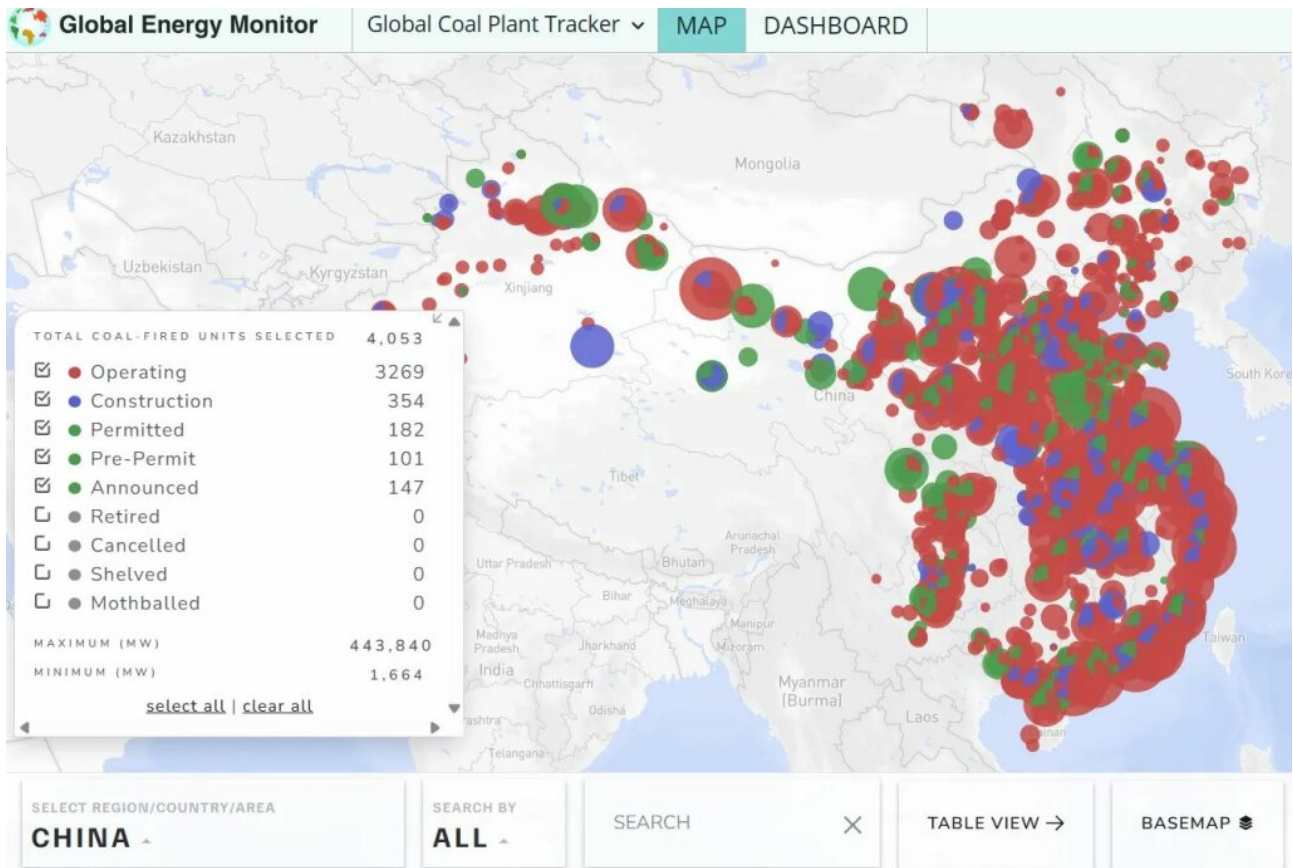 Global Energy Monitor
Global Coal Plant Tracker
MAP
DASHBOARD
Kazakhstan
Mongolia
Uzbekistan
Kyrgyzstan
Xinjiang
South Kore
China
Tibet
Arunachal
Pradesh
Uttar Pradesh
Bhutan
Bihar
Meghalaya
Manipur
Madhya
Pradesh
Jharkhand
Mizoram
Taiwan
India
Chhattisgarh
Myanmar
(Burma)
Odisha
Laos
rashtra
Telangana
ainan
TOTAL COAL-FIRED UNITS SELECTED 4,053
Operating 3269
Construction 354
Permitted 182
Pre-Permit 101
Announced 147
Retired 0
Cancelled 0
Shelved 0
Mothballed 0
MAXIMUM (MW) 443,840
MINIMUM (MW) 1,664
select all | clear all
SELECT REGION/COUNTRY/AREA
CHINA
SEARCH BY
ALL
SEARCH
TABLE VIEW →
BASEMAP